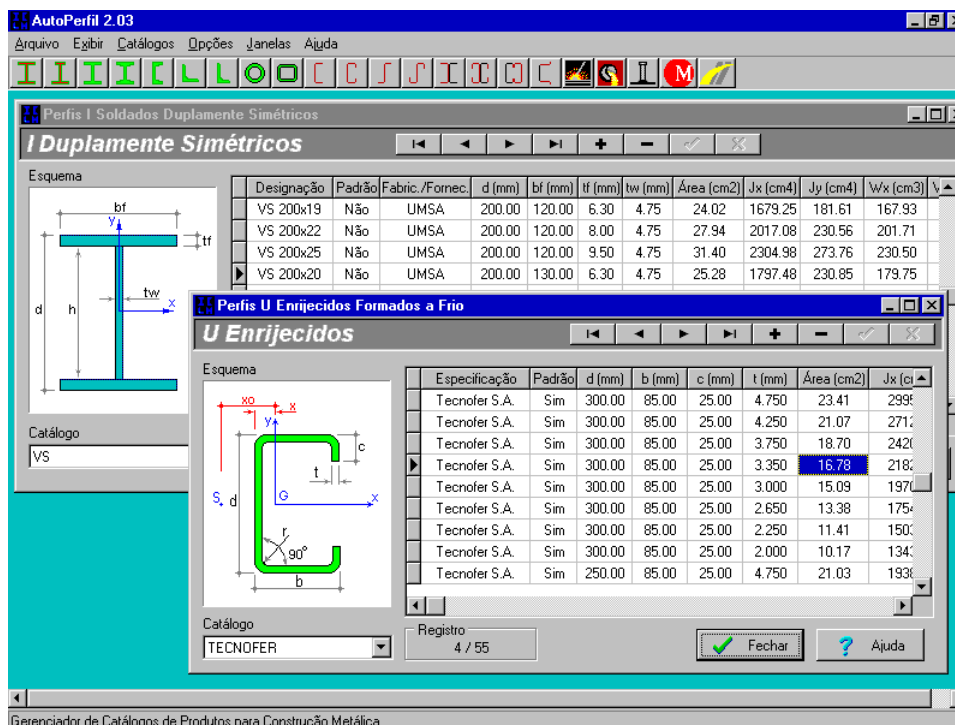 AutoPerfil 2.03
Arquivo Exibir Catálogos Opções Janelas Ajuda
M
Perfis I Soldados Duplamente Simétricos
I Duplamente Simétricos
Esquema
bf
y
tf
tw
x
d
h
Catálogo
VS
Designação Padrão Fabric./Fornec. d (mm) bf (mm) tf (mm) tw (mm) Área (cm2) Jx (cm4) Jy (cm4) Wx (cm3)
VS 200x19 Não UMSA 200.00 120.00 6.30 4.75 24.02 1679.25 181.61 167.93
VS 200x22 Não UMSA 200.00 120.00 8.00 4.75 27.94 2017.08 230.56 201.71
VS 200x25 Não UMSA 200.00 120.00 9.50 4.75 31.40 2304.98 273.76 230.50
VS 200x20 Não UMSA 200.00 130.00 6.30 4.75 25.28 1797.48 230.85 179.75
Perfis U Enrijecidos Formados a Frio
U Enrijecidos
Esquema
xo
x
y
c
t
S
d
G
x
r
90°
b
Catálogo
TECNOFER
Especificação Padrão d (mm) b (mm) c (mm) t (mm) Área (cm2) Jx (c
Tecnofer S.A. Sim 300.00 85.00 25.00 4.750 23.41 2995
Tecnofer S.A. Sim 300.00 85.00 25.00 4.250 21.07 2712
Tecnofer S.A. Sim 300.00 85.00 25.00 3.750 18.70 2420
Tecnofer S.A. Sim 300.00 85.00 25.00 3.350 16.78 2182
Tecnofer S.A. Sim 300.00 85.00 25.00 3.000 15.09 1970
Tecnofer S.A. Sim 300.00 85.00 25.00 2.650 13.38 1754
Tecnofer S.A. Sim 300.00 85.00 25.00 2.250 11.41 1503
Tecnofer S.A. Sim 300.00 85.00 25.00 2.000 10.17 1343
Tecnofer S.A. Sim 250.00 85.00 25.00 4.750 21.03 1938
Registro
4 / 55
Fechar
Ajuda
Gerenciador de Catálogos de Produtos para Construção Metálica